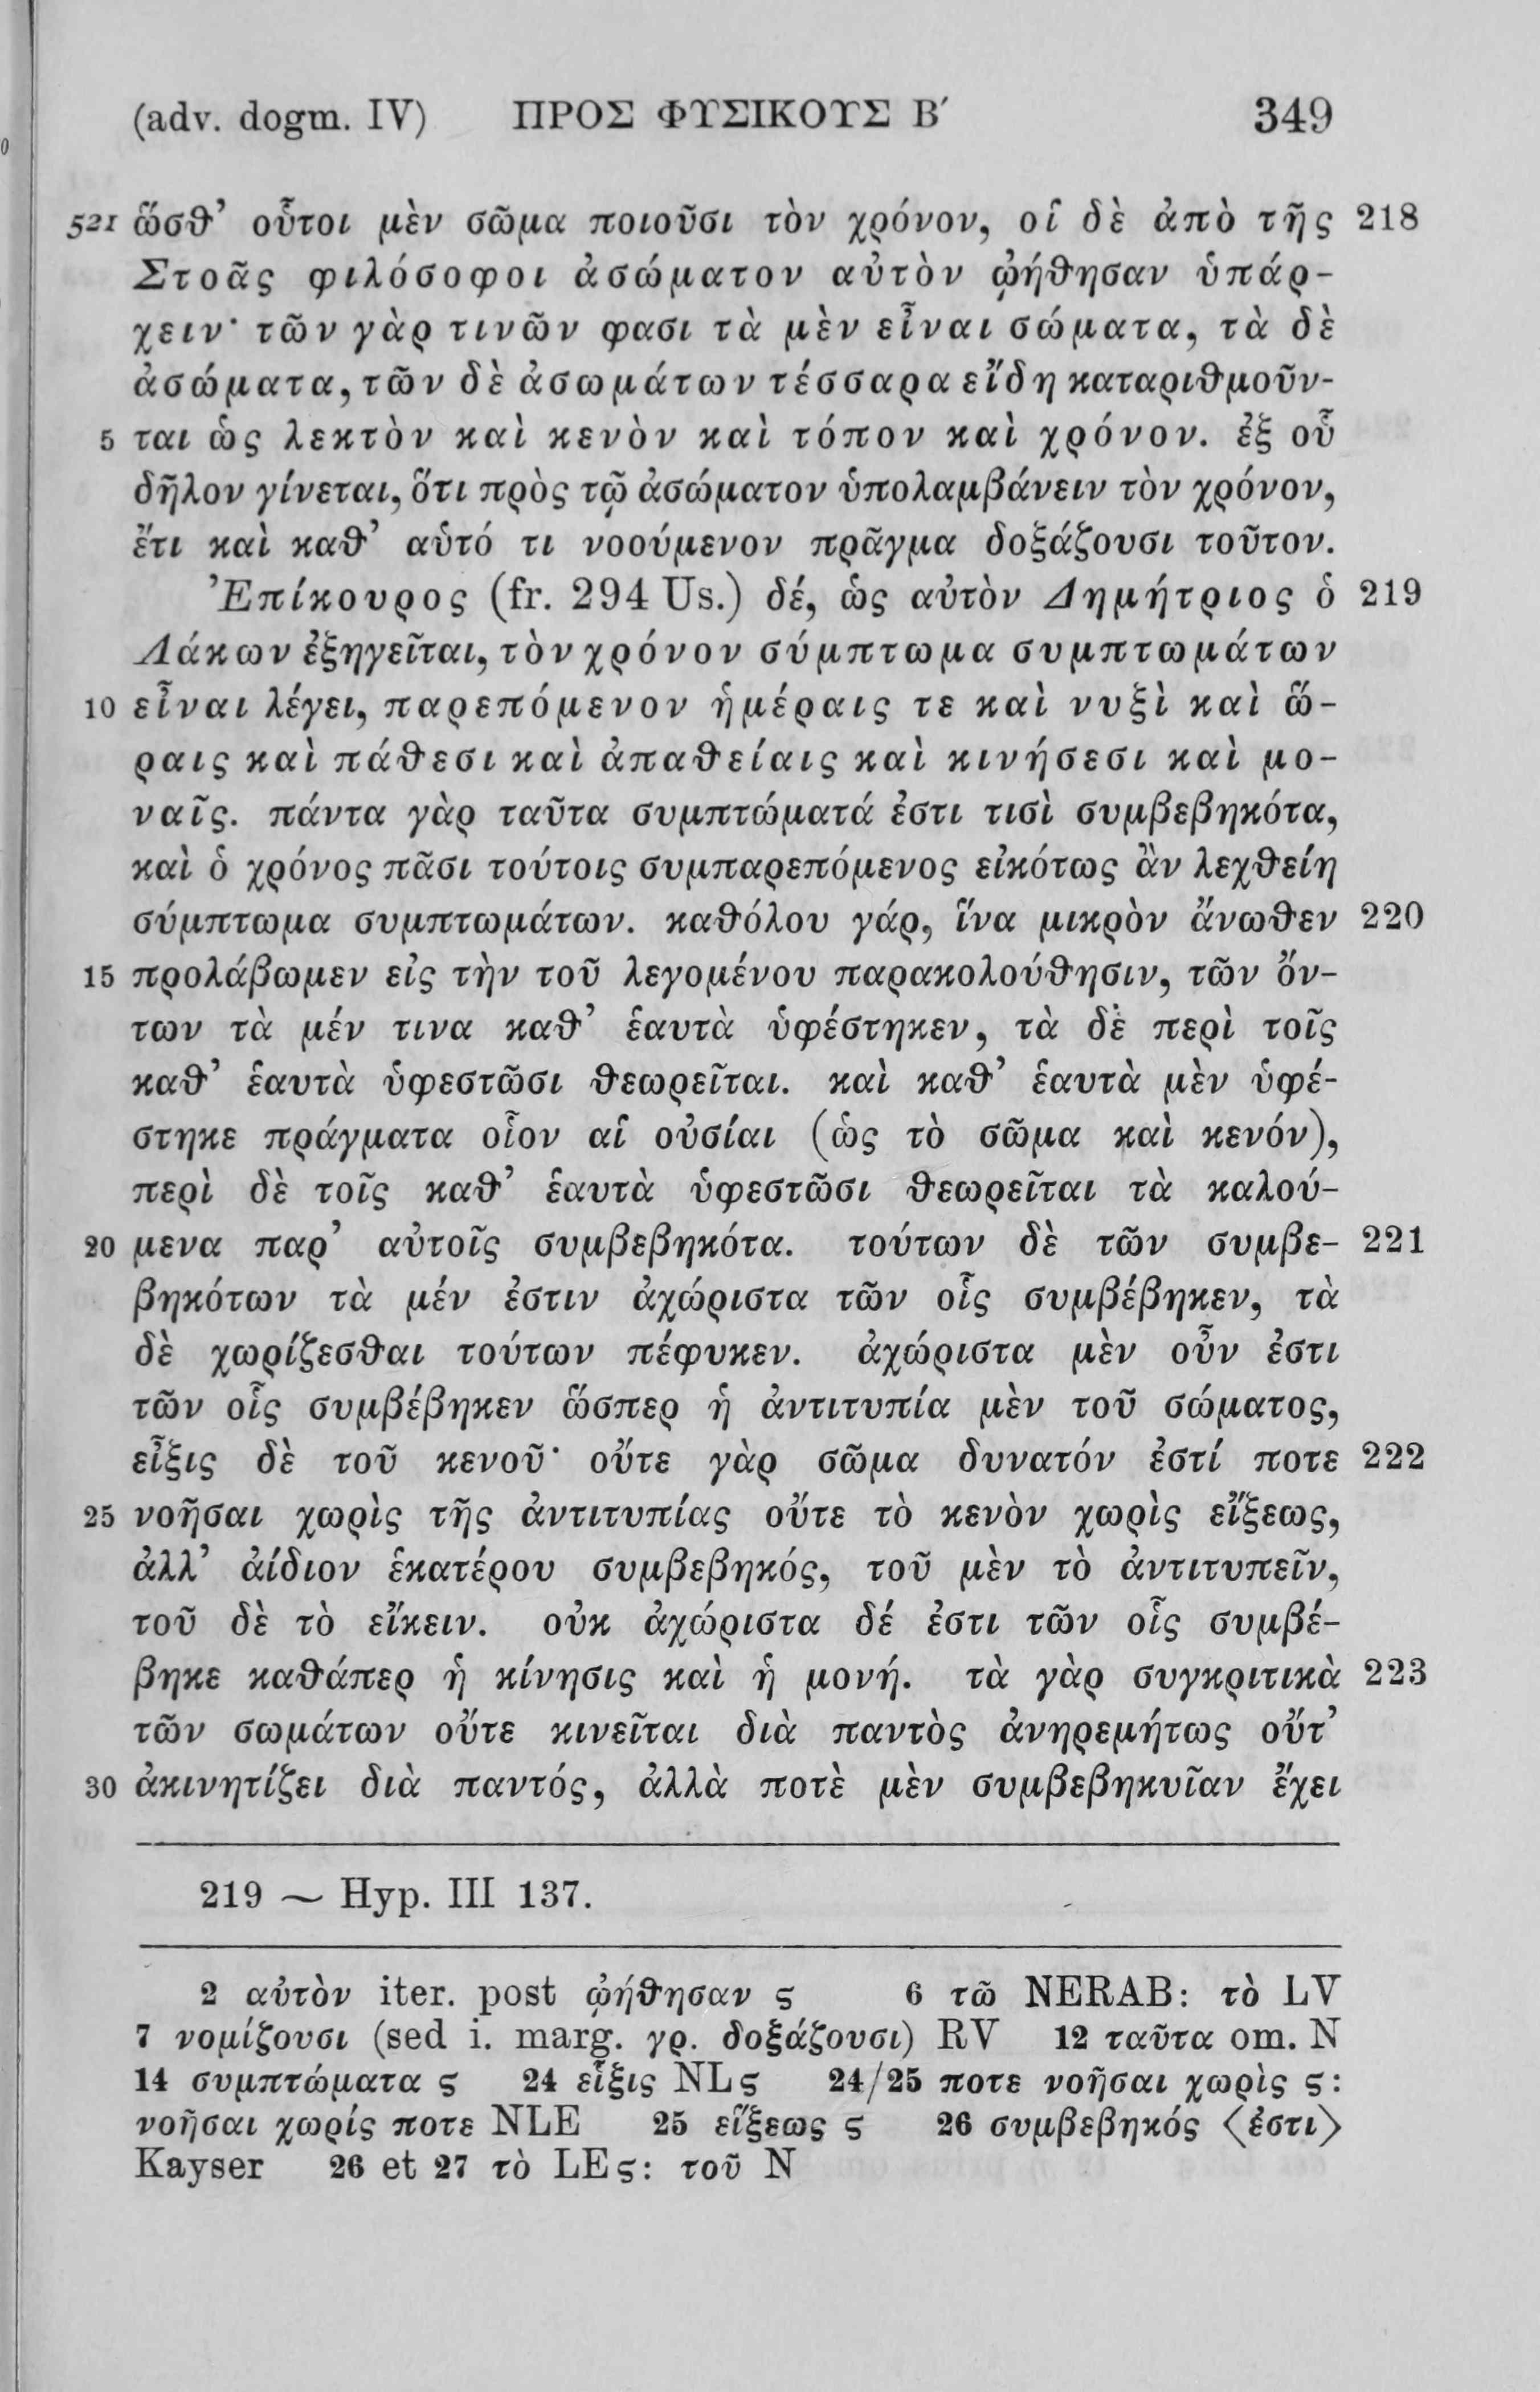 (adv. dogm. IV) ΠΡΟΣ ΦΥΣΙΚΟΥΣ Β′ 349
521 ὥσθ’ οὗτοι μὲν σῶμα ποιοῦσι τὸν χρόνον, οἱ δὲ ἀπὸ τῆς 218
Στοᾶς φιλόσοφοι ἀσώματον αὐτὸν ᾠήθησαν ὑπάρ-
χειν· τῶν γὰρ τινῶν φασι τὰ μὲν εἶναι σώματα, τὰ δὲ
ἀσώματα, τῶν δὲ ἀσωμάτων τέσσαρα εἴδη καταριθμοῦν-
5 ται ὡς λεκτὸν καὶ κενὸν καὶ τόπον καὶ χρόνον. ἐξ οὗ
δῆλον γίνεται, ὅτι πρὸς τῷ ἀσώματον ὑπολαμβάνειν τὸν χρόνον,
ἔτι καὶ καθ’ αὑτό τι νοούμενον πρᾶγμα δοξάζουσι τοῦτον.
Ἐπίκουρος (fr. 294 Us.) δέ, ὡς αὐτὸν Δημήτριος ὁ 219
Λάκων ἐξηγεῖται, τὸν χρόνον σύμπτωμα συμπτωμάτων
10 εἶναι λέγει, παρεπόμενον ἡμέραις τε καὶ νυξὶ καὶ ὥ-
ραις καὶ πάθεσι καὶ ἀπαθείαις καὶ κινήσεσι καὶ μο-
ναῖς. πάντα γὰρ ταῦτα συμπτώματά ἐστι τισὶ συμβεβηκότα,
καὶ ὁ χρόνος πᾶσι τούτοις συμπαρεπόμενος εἰκότως ἂν λεχθείη
σύμπτωμα συμπτωμάτων. καθόλου γάρ, ἵνα μικρὸν ἄνωθεν 220
15 προλάβωμεν εἰς τὴν τοῦ λεγομένου παρακολούθησιν, τῶν ὄν-
των τὰ μέν τινα καθ’ ἑαυτὰ ὑφέστηκεν, τὰ δὲ περὶ τοῖς
καθ’ ἑαυτὰ ὑφεστῶσι θεωρεῖται. καὶ καθ’ ἑαυτὰ μὲν ὑφέ-
στηκε πράγματα οἷον αἱ οὐσίαι (ὡς τὸ σῶμα καὶ κενόν),
περὶ δὲ τοῖς καθ’ ἑαυτὰ ὑφεστῶσι θεωρεῖται τὰ καλού-
20 μενα παρ’ αὐτοῖς συμβεβηκότα. τούτων δὲ τῶν συμβε- 221
βηκότων τὰ μέν ἐστιν ἀχώριστα τῶν οἷς συμβέβηκεν, τὰ
δὲ χωρίζεσθαι τούτων πέφυκεν. ἀχώριστα μὲν οὖν ἐστι
τῶν οἷς συμβέβηκεν ὥσπερ ἡ ἀντιτυπία μὲν τοῦ σώματος,
εἶξις δὲ τοῦ κενοῦ· οὔτε γὰρ σῶμα δυνατόν ἐστί ποτε 222
25 νοῆσαι χωρὶς τῆς ἀντιτυπίας οὔτε τὸ κενὸν χωρὶς εἴξεως,
ἀλλ’ ἀίδιον ἑκατέρου συμβεβηκός, τοῦ μὲν τὸ ἀντιτυπεῖν,
τοῦ δὲ τὸ εἴκειν. οὐκ ἀχώριστα δέ ἐστι τῶν οἷς συμβέ-
βηκε καθάπερ ἡ κίνησις καὶ ἡ μονή. τὰ γὰρ συγκριτικὰ 223
τῶν σωμάτων οὔτε κινεῖται διὰ παντὸς ἀνηρεμήτως οὔτ’
30 ἀκινητίζει διὰ παντός, ἀλλὰ ποτὲ μὲν συμβεβηκυῖαν ἔχει
219 ∼ Hyp. III 137.
2 αὐτὸν iter. post ᾠήθησαν ς 6 τῶ NERAB: τὸ LV
7 νομίζουσι (sed i. marg. γρ. δοξάζουσι) RV 12 ταῦτα om. N
14 συμπτώματα ς 24 εἶξις NLς 24/25 ποτε νοῆσαι χωρὶς ς:
νοῆσαι χωρίς ποτε NLE 25 εἵξεως ς 26 συμβεβηκός ⟨ἐστι⟩
Kayser 26 et 27 τὸ LEς: τοῦ N